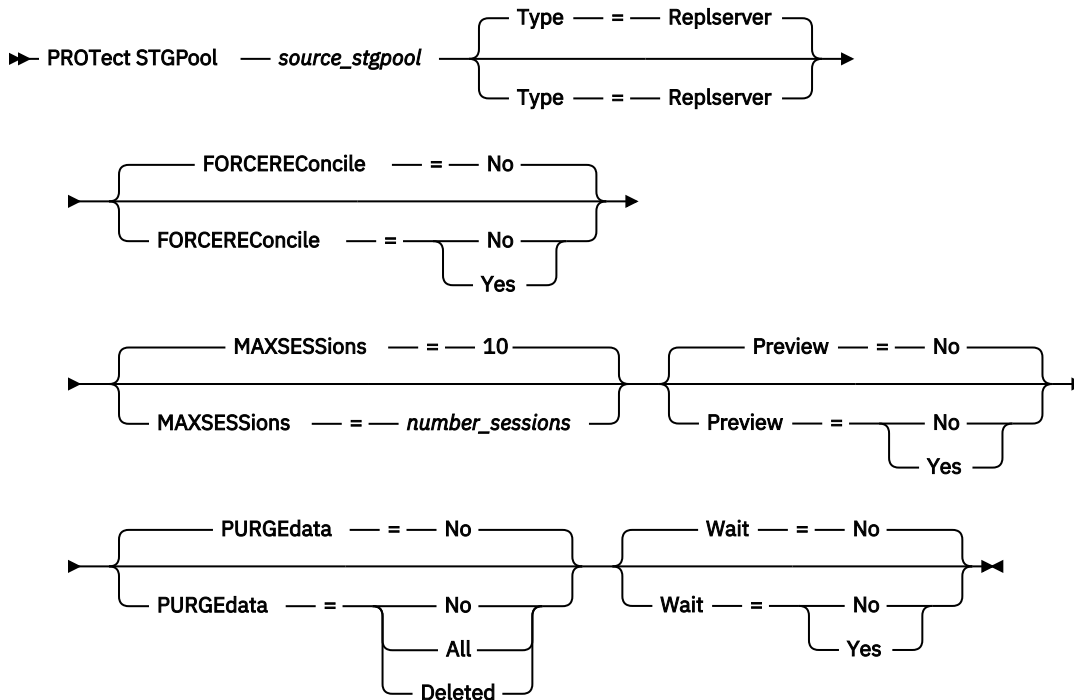 Type = Replserver
PROTect STGPool source_stgpool
Type = Replserver
FORCEREConcile = No
FORCEREConcile = No
Yes
MAXSESSions = 10 Preview = No
MAXSESSions = number_sessions Preview = No
Yes
PURGEdata = No Wait = No
PURGEdata = No Wait = No
All Yes
Deleted